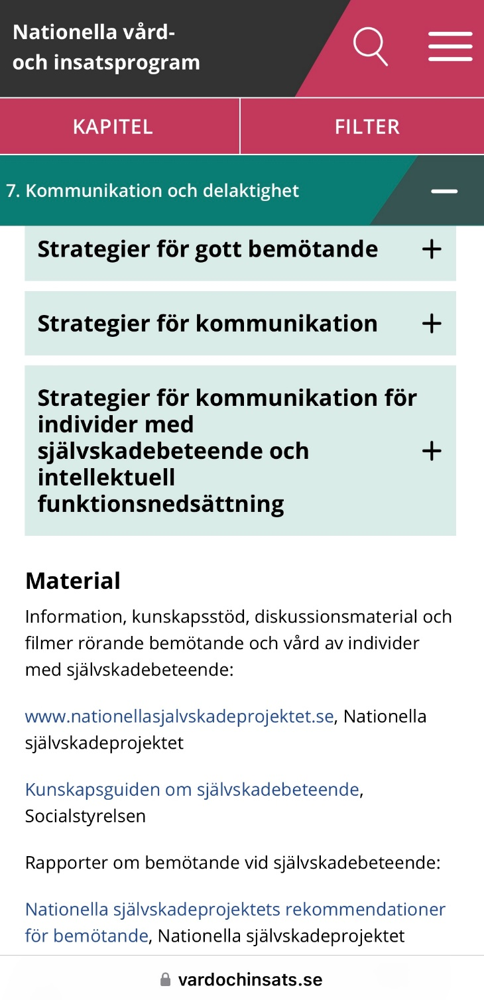 Nationella vård-
och insatsprogram
KAPITEL
FILTER
7. Kommunikation och delaktighet
Strategier för gott bemötande
Strategier för kommunikation
Strategier för kommunikation för
individer med
självskadebeteende och
intellektuell
funktionsnedsättning
Material
Information, kunskapsstöd, diskussionsmaterial och
filmer rörande bemötande och vård av individer
med självskadebeteende:
www.nationellasjalvskadeprojektet.se, Nationella
självskadeprojektet
Kunskapsguiden om självskadebeteende,
Socialstyrelsen
Rapporter om bemötande vid självskadebeteende:
Nationella självskadeprojektets rekommendationer
för bemötande, Nationella självskadeprojektet
vardochinsats.se